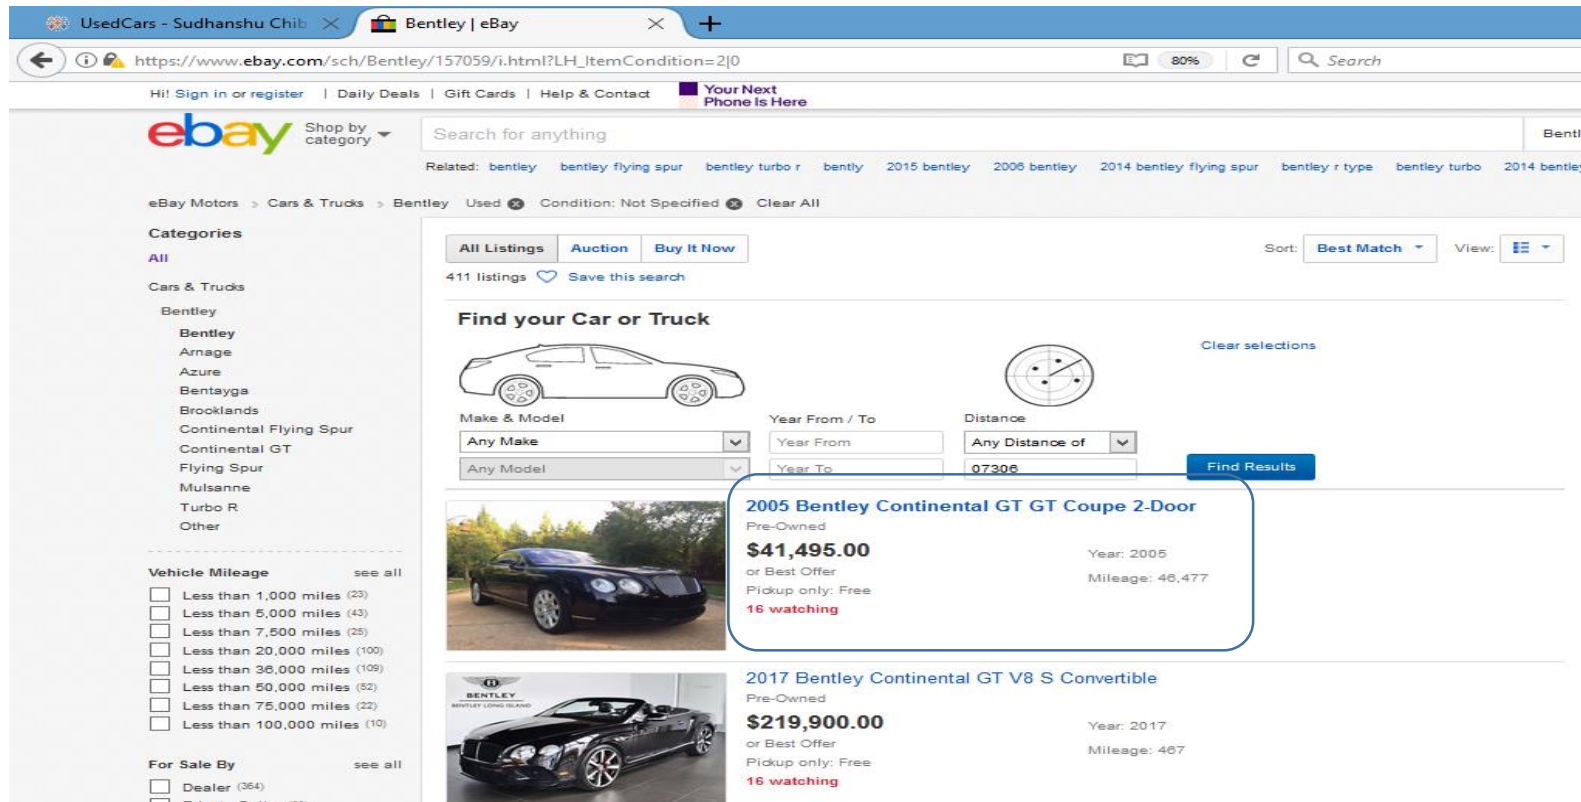 UsedCars - Sudhanshu Chib
Bentley | eBay
https://www.ebay.com/sch/Bentley/157059/i.html?LH_ItemCondition=2|0
80%
Search
Hi! Sign in or register | Daily Deals | Gift Cards | Help & Contact
Your Next
Phone Is Here
ebay
Shop by
category
Search for anything
Bentl
Related: bentley bentley flying spur bentley turbo r bently 2015 bentley 2006 bentley 2014 bentley flying spur bentley r type bentley turbo 2014 bentley
eBay Motors > Cars & Trucks > Bentley Used Condition: Not Specified Clear All
Categories
All
Cars & Trucks
Bentley
Bentley
Arnage
Azure
Bentayga
Brooklands
Continental Flying Spur
Continental GT
Flying Spur
Mulsanne
Turbo R
Other
Vehicle Mileage see all
Less than 1,000 miles (23)
Less than 5,000 miles (43)
Less than 7,500 miles (25)
Less than 20,000 miles (100)
Less than 36,000 miles (109)
Less than 50,000 miles (52)
Less than 75,000 miles (22)
Less than 100,000 miles (10)
For Sale By see all
Dealer (364)
All Listings Auction Buy It Now
Sort: Best Match View:
411 listings Save this search
Find your Car or Truck
Clear selections
Make & Model Year From / To Distance
Any Make Year From Any Distance of
Any Model Year To 07306 Find Results
2005 Bentley Continental GT GT Coupe 2-Door
Pre-Owned
$41,495.00
or Best Offer
Pickup only: Free
16 watching
Year: 2005
Mileage: 46,477
BENTLEY
BENTLEY LONG ISLAND
2017 Bentley Continental GT V8 S Convertible
Pre-Owned
$219,900.00
or Best Offer
Pickup only: Free
16 watching
Year: 2017
Mileage: 467